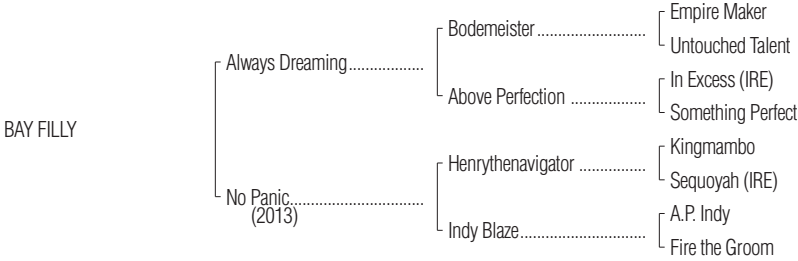 Empire Maker
Bodemeister..........................
Untouched Talent
Always Dreaming..................
In Excess (IRE)
Above Perfection ..................
Something Perfect
BAY FILLY
Kingmambo
Henrythenavigator ................
Sequoyah (IRE)
No Panic................................
(2013)
A.P. Indy
Indy Blaze..............................
Fire the Groom